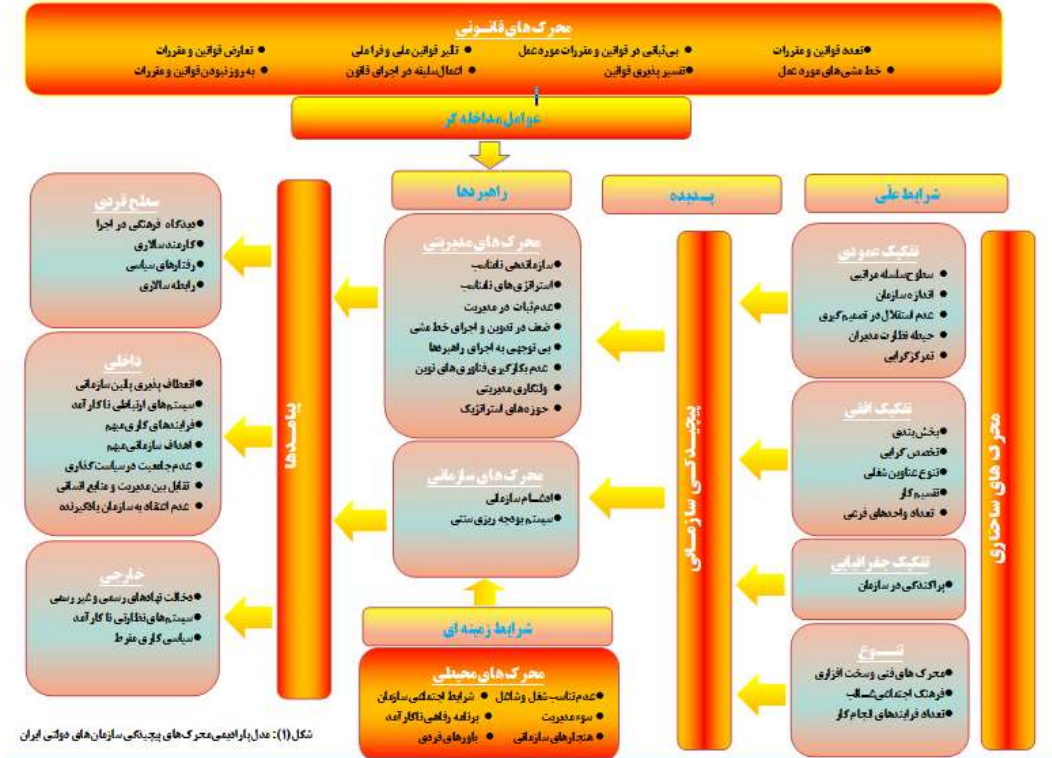 محرک‌های قانونی
●تعدد قوانین و مقررات ● بی‌ثباتی در قوانین و مقررات مورد عمل ● تاثیر قوانین ملی و فراملی ● تعارض قوانین و مقررات
● خط مشی‌های مورد عمل ●تفسیر پذیری قوانین ● اعمال سلیقه در اجرای قانون ● به روز نبودن قوانین و مقررات
عوامل مداخله گر
شرایط علّی
پدیده
راهبردها
محرک های ساختاری
تفکیک عمودی
● سطوح سلسله مراتبی
● اندازه سازمان
● عدم استقلال در تصمیم گیری
● حیطه نظارت مدیران
● تمرکز گرایی
تفکیک افقی
●بخش بندی
● تخصص گرایی
●تنوع عناوین شغلی
● تقسیم کار
● تعداد واحدهای فرعی
تفکیک جغرافیایی
●پراکندگی در سازمان
تنوع
●محرک های فنی و سخت افزاری
●فرهنگ اجتماعی غالب
●تعداد فرایندهای انجام کار
پیچیدگی سازمانی
محرک‌های مدیریتی
●سازماندهی نامناسب
●استراتژی‌های نامناسب
●عدم ثبات در مدیریت
● ضعف در تدوین و اجرای خط مشی
● بی توجهی به اجرای راهبردها
● عدم بکارگیری فناوری‌های نوین
● ولنگاری مدیریتی
● حوزه‌های استراتژیک
محرک‌های سازمانی
●ادغام سازمانی
●سیستم بودجه ریزی سنتی
شرایط زمینه ای
محرک‌های محیطی
●عدم تناسب شغل و شاغل ● شرایط اجتماعی سازمان
● سوء مدیریت ● برنامه رفاهی ناکارآمد
● هنجارهای سازمانی ● باورهای فردی
پیامدها
سطح فردی
●دیدگاه فرهنگی در اجرا
●کارمند سالاری
●رفتارهای سیاسی
● رابطه سالاری
داخلی
●انعطاف پذیری پائین سازمانی
●سیستم‌های ارتباطی ناکارآمد
●فرایندهای کاری مبهم
● اهداف سازمانی مبهم
● عدم جامعیت در سیاست گذاری
● تقابل بین مدیریت و منابع انسانی
● عدم اعتقاد به سازمان یادگیرنده
خارجی
●دخالت نهادهای رسمی و غیر رسمی
●سیستم‌های نظارتی ناکارآمد
●سیاسی کاری مفرط
شکل(1): مدل پارادیمی محرک های پیچیدگی سازمان های دولتی ایران